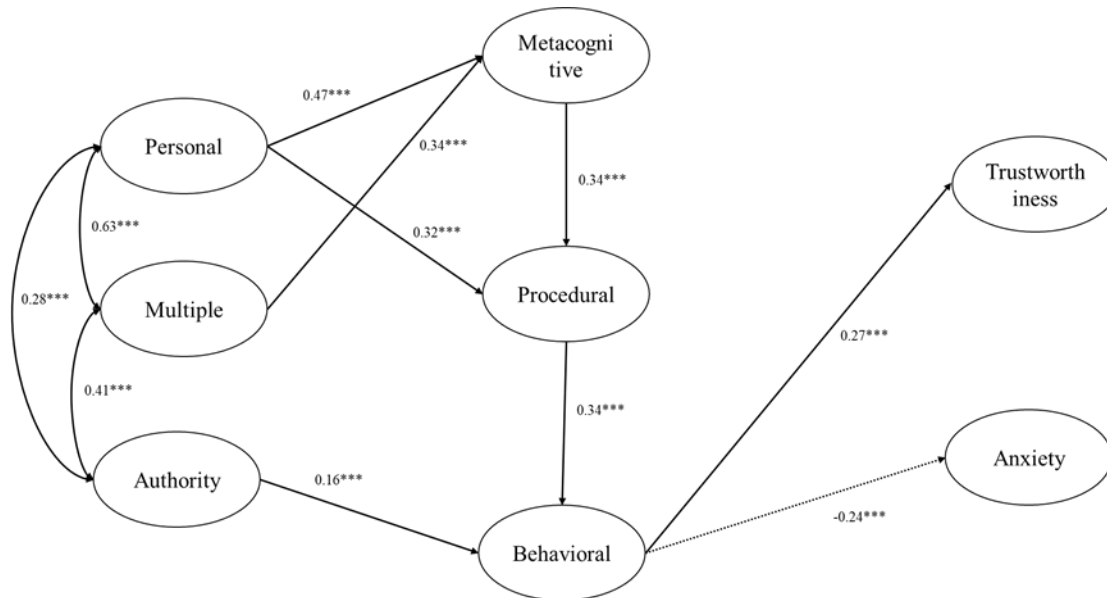 Metacogni
tive
0.47***
Personal
0.34***
0.34***
Trustworth
iness
0.63***
0.32***
0.28***
Multiple
Procedural
0.27***
0.41***
0.34***
Authority
0.16***
Anxiety
-0.24***
Behavioral